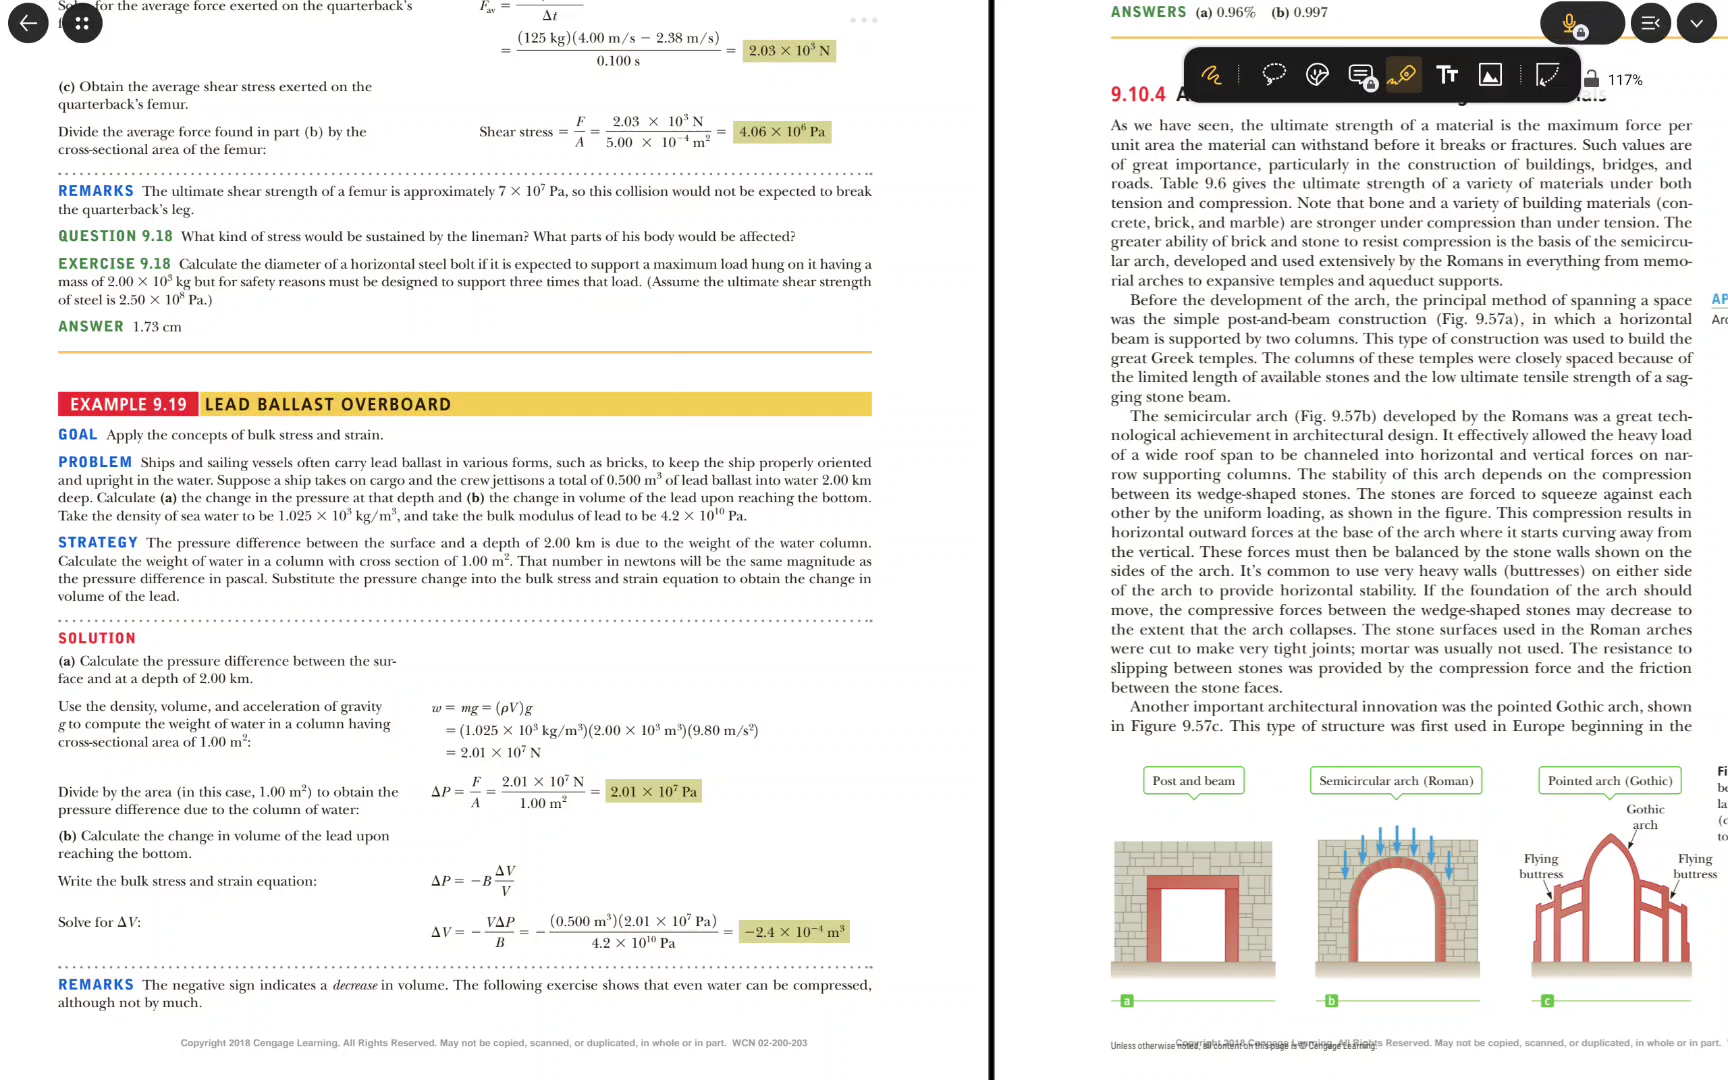 for the average force exerted on the quarterback's
F_av = ——
Δt
= (125 kg)(4.00 m/s − 2.38 m/s) / 0.100 s = 2.03 × 10³ N
(c) Obtain the average shear stress exerted on the
quarterback's femur.
Divide the average force found in part (b) by the
cross-sectional area of the femur:
Shear stress = F/A = 2.03 × 10³ N / 5.00 × 10⁻⁴ m² = 4.06 × 10⁶ Pa
REMARKS The ultimate shear strength of a femur is approximately 7 × 10⁷ Pa, so this collision would not be expected to break
the quarterback's leg.
QUESTION 9.18 What kind of stress would be sustained by the lineman? What parts of his body would be affected?
EXERCISE 9.18 Calculate the diameter of a horizontal steel bolt if it is expected to support a maximum load hung on it having a
mass of 2.00 × 10³ kg but for safety reasons must be designed to support three times that load. (Assume the ultimate shear strength
of steel is 2.50 × 10⁸ Pa.)
ANSWER 1.73 cm
EXAMPLE 9.19 LEAD BALLAST OVERBOARD
GOAL Apply the concepts of bulk stress and strain.
PROBLEM Ships and sailing vessels often carry lead ballast in various forms, such as bricks, to keep the ship properly oriented
and upright in the water. Suppose a ship takes on cargo and the crew jettisons a total of 0.500 m³ of lead ballast into water 2.00 km
deep. Calculate (a) the change in the pressure at that depth and (b) the change in volume of the lead upon reaching the bottom.
Take the density of sea water to be 1.025 × 10³ kg/m³, and take the bulk modulus of lead to be 4.2 × 10¹⁰ Pa.
STRATEGY The pressure difference between the surface and a depth of 2.00 km is due to the weight of the water column.
Calculate the weight of water in a column with cross section of 1.00 m². That number in newtons will be the same magnitude as
the pressure difference in pascal. Substitute the pressure change into the bulk stress and strain equation to obtain the change in
volume of the lead.
SOLUTION
(a) Calculate the pressure difference between the sur-
face and at a depth of 2.00 km.
Use the density, volume, and acceleration of gravity
g to compute the weight of water in a column having
cross-sectional area of 1.00 m²:
w = mg = (ρV)g
= (1.025 × 10³ kg/m³)(2.00 × 10³ m³)(9.80 m/s²)
= 2.01 × 10⁷ N
Divide by the area (in this case, 1.00 m²) to obtain the
pressure difference due to the column of water:
ΔP = F/A = 2.01 × 10⁷ N / 1.00 m² = 2.01 × 10⁷ Pa
(b) Calculate the change in volume of the lead upon
reaching the bottom.
Write the bulk stress and strain equation:
ΔP = −B ΔV/V
Solve for ΔV:
ΔV = − VΔP/B = − (0.500 m³)(2.01 × 10⁷ Pa) / 4.2 × 10¹⁰ Pa = −2.4 × 10⁻⁴ m³
REMARKS The negative sign indicates a decrease in volume. The following exercise shows that even water can be compressed,
although not by much.
Copyright 2018 Cengage Learning. All Rights Reserved. May not be copied, scanned, or duplicated, in whole or in part. WCN 02-200-203
ANSWERS (a) 0.96% (b) 0.997
Tт
117%
9.10.4
As we have seen, the ultimate strength of a material is the maximum force per
unit area the material can withstand before it breaks or fractures. Such values are
of great importance, particularly in the construction of buildings, bridges, and
roads. Table 9.6 gives the ultimate strength of a variety of materials under both
tension and compression. Note that bone and a variety of building materials (con-
crete, brick, and marble) are stronger under compression than under tension. The
greater ability of brick and stone to resist compression is the basis of the semicircu-
lar arch, developed and used extensively by the Romans in everything from memo-
rial arches to expansive temples and aqueduct supports.
Before the development of the arch, the principal method of spanning a space
was the simple post-and-beam construction (Fig. 9.57a), in which a horizontal
beam is supported by two columns. This type of construction was used to build the
great Greek temples. The columns of these temples were closely spaced because of
the limited length of available stones and the low ultimate tensile strength of a sag-
ging stone beam.
The semicircular arch (Fig. 9.57b) developed by the Romans was a great tech-
nological achievement in architectural design. It effectively allowed the heavy load
of a wide roof span to be channeled into horizontal and vertical forces on nar-
row supporting columns. The stability of this arch depends on the compression
between its wedge-shaped stones. The stones are forced to squeeze against each
other by the uniform loading, as shown in the figure. This compression results in
horizontal outward forces at the base of the arch where it starts curving away from
the vertical. These forces must then be balanced by the stone walls shown on the
sides of the arch. It's common to use very heavy walls (buttresses) on either side
of the arch to provide horizontal stability. If the foundation of the arch should
move, the compressive forces between the wedge-shaped stones may decrease to
the extent that the arch collapses. The stone surfaces used in the Roman arches
were cut to make very tight joints; mortar was usually not used. The resistance to
slipping between stones was provided by the compression force and the friction
between the stone faces.
Another important architectural innovation was the pointed Gothic arch, shown
in Figure 9.57c. This type of structure was first used in Europe beginning in the
Post and beam
Semicircular arch (Roman)
Pointed arch (Gothic)
Gothic
arch
Flying
buttress
Flying
buttress
a
b
c
Unless otherwise noted, all content on this page is © Cengage Learning.
Copyright 2018 Cengage Learning. All Rights Reserved. May not be copied, scanned, or duplicated, in whole or in part.